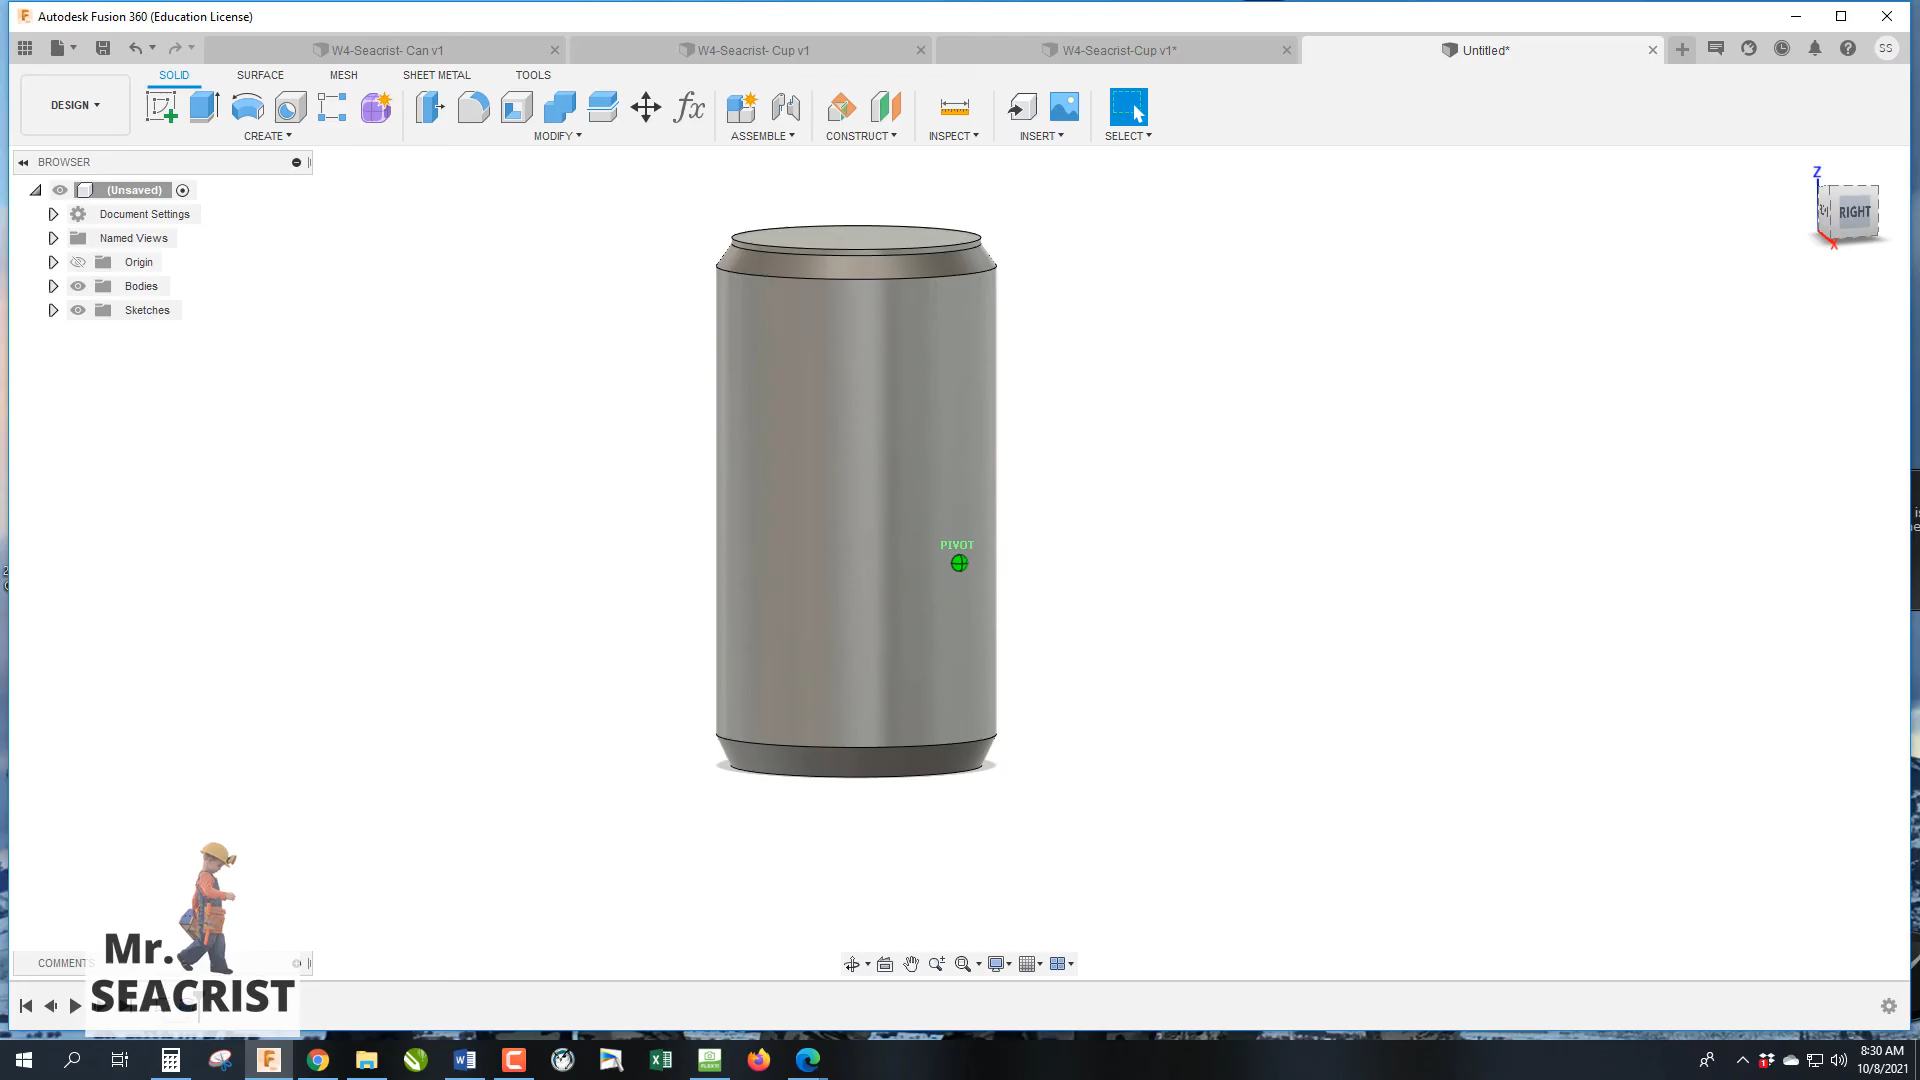 Autodesk Fusion 360 (Education License)
W4-Seacrist- Can v1
W4-Seacrist- Cup v1
W4-Seacrist-Cup v1*
Untitled*
SS
SOLID
SURFACE
MESH
SHEET METAL
TOOLS
DESIGN
fx
CREATE
MODIFY
ASSEMBLE
CONSTRUCT
INSPECT
INSERT
SELECT
BROWSER
(Unsaved)
Document Settings
Named Views
Origin
Bodies
Sketches
Z
RIGHT
X
PIVOT
COMMENTS
Mr.
SEACRIST
8:30 AM
10/8/2021